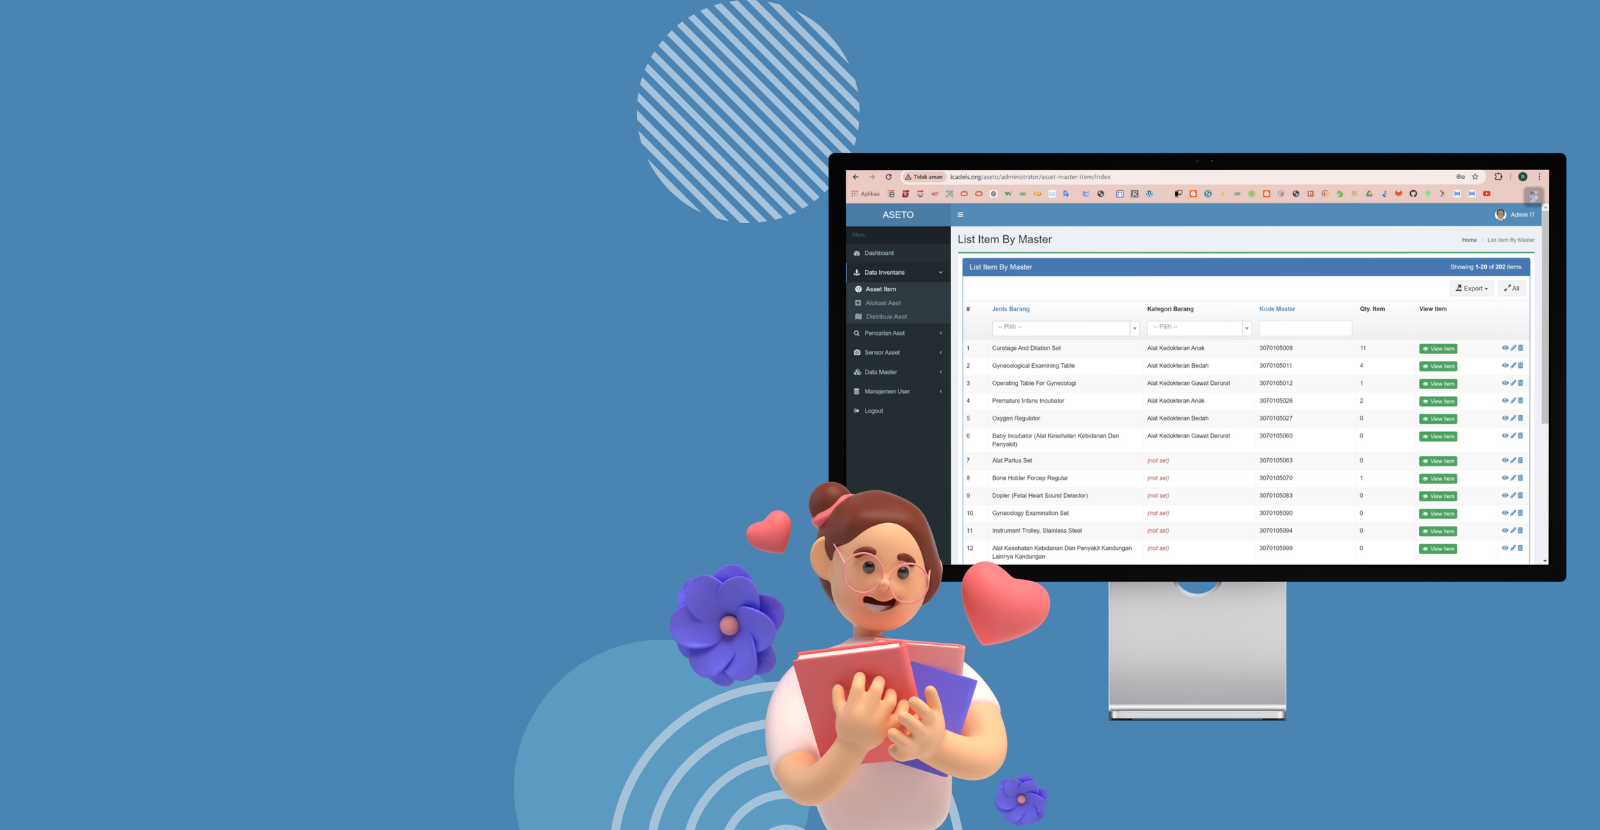 Tidak aman icadeis.org/aseto/administrator/asset-master-item/index
Aplikasi
ASETO
Admin IT
Menu
Dashboard
Data Inventaris
Asset Item
Alokasi Aset
Distribusi Aset
Pencarian Aset
Sensor Asset
Data Master
Manajemen User
Logout
List Item By Master
Home List Item By Master
List Item By Master Showing 1-20 of 202 items.
Export All
# Jenis Barang Kategori Barang Kode Master Qty. Item View Item
-- Pilih -- -- Pilih --
1 Curetage And Dilation Set Alat Kedokteran Anak 3070105008 11 View Item
2 Gynecological Examining Table Alat Kedokteran Bedah 3070105011 4 View Item
3 Operating Table For Gynecologi Alat Kedokteran Gawat Darurat 3070105012 1 View Item
4 Premature Infans Incubator Alat Kedokteran Anak 3070105026 2 View Item
5 Oxygen Regulator Alat Kedokteran Bedah 3070105027 0 View Item
6 Baby Incubator (Alat Kesehatan Kebidanan Dan Alat Kedokteran Gawat Darurat 3070105060 0 View Item
Penyakit)
7 Alat Partus Set (not set) 3070105063 0 View Item
8 Bone Holder Forcep Regular (not set) 3070105070 1 View Item
9 Dopler (Fetal Heart Sound Detector) (not set) 3070105083 0 View Item
10 Gynecology Examination Set (not set) 3070105090 0 View Item
11 Instrument Trolley, Stainless Steel (not set) 3070105094 0 View Item
12 Alat Kesehatan Kebidanan Dan Penyakit Kandungan (not set) 3070105999 0 View Item
Lainnya Kandungan